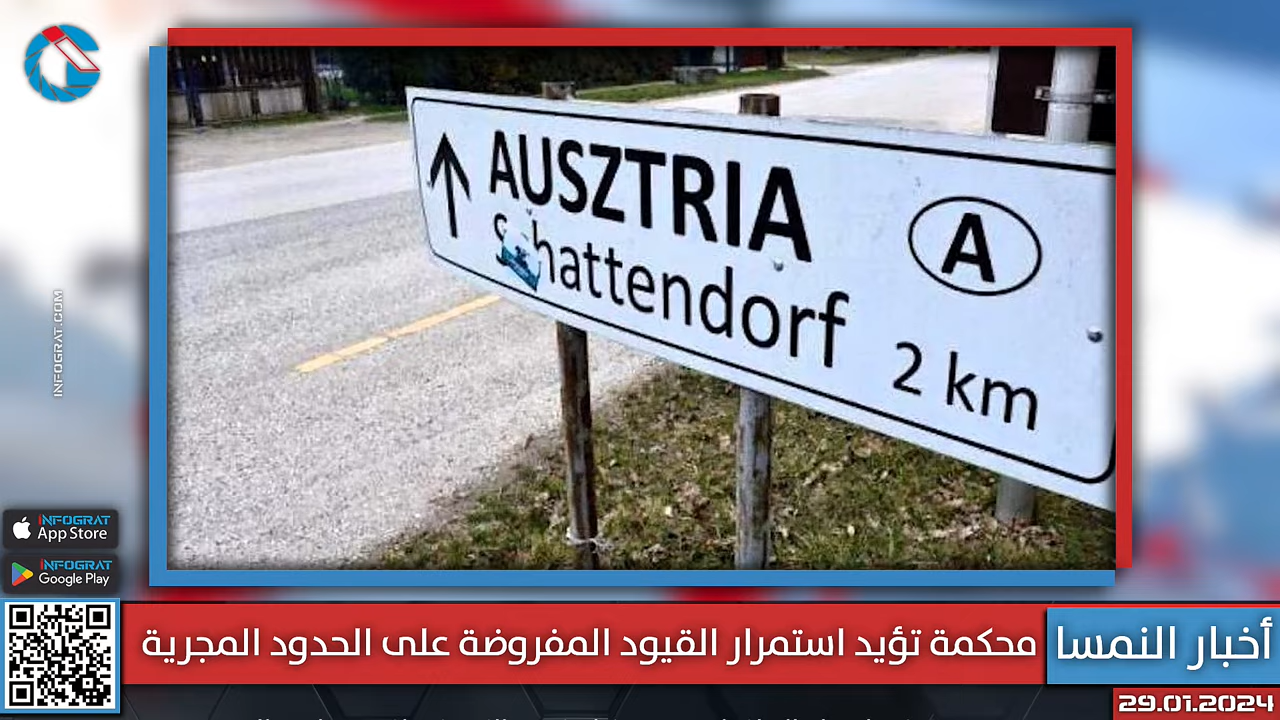 AUSZTRIA
A
Schattendorf
2 km
INFOGRAT.COM
INFOGRAT
App Store
INFOGRAT
Google Play
أخبار النمسا
محكمة تؤيد استمرار القيود المفروضة على الحدود المجرية
29.01.2024